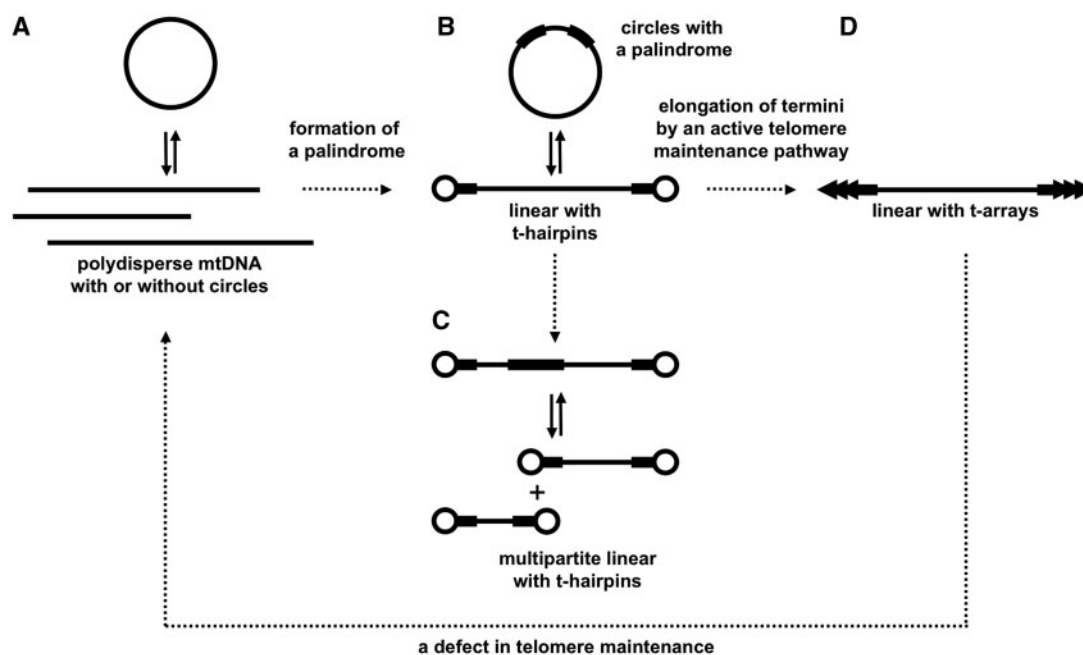 A
B
circles with
a palindrome
D
formation of
a palindrome
elongation of termini
by an active telomere
maintenance pathway
linear with
t-hairpins
linear with t-arrays
polydisperse mtDNA
with or without circles
C
+
multipartite linear
with t-hairpins
a defect in telomere maintenance